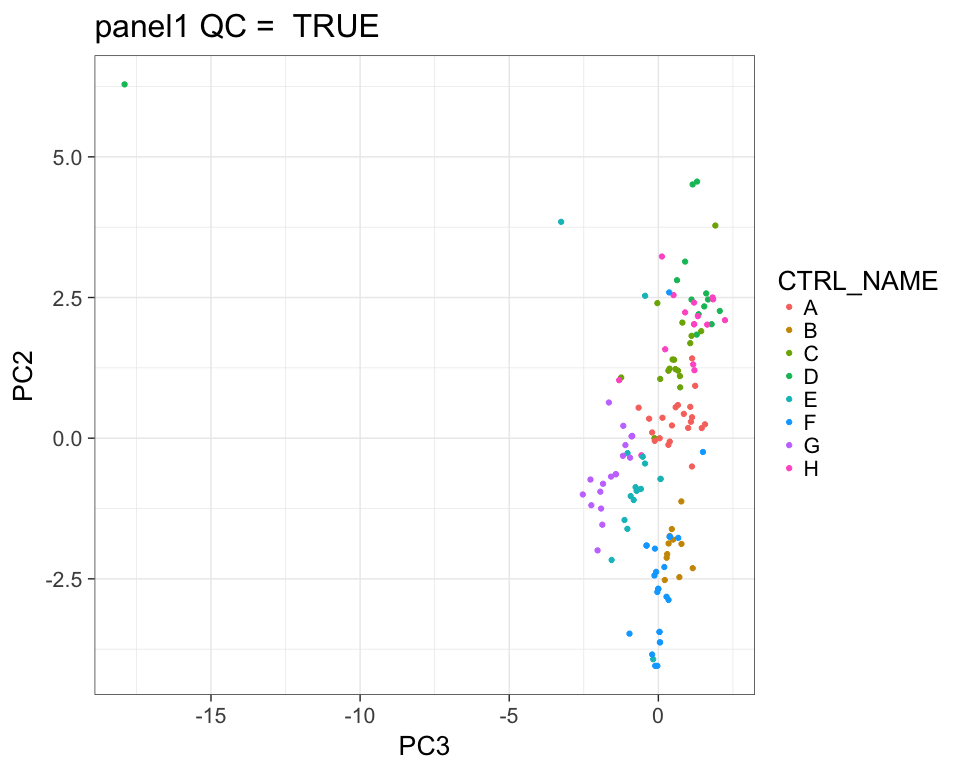 panel1 QC =  TRUE
5.0
2.5
0.0
-2.5
PC2
-15 -10 -5 0
PC3
CTRL_NAME
A
B
C
D
E
F
G
H